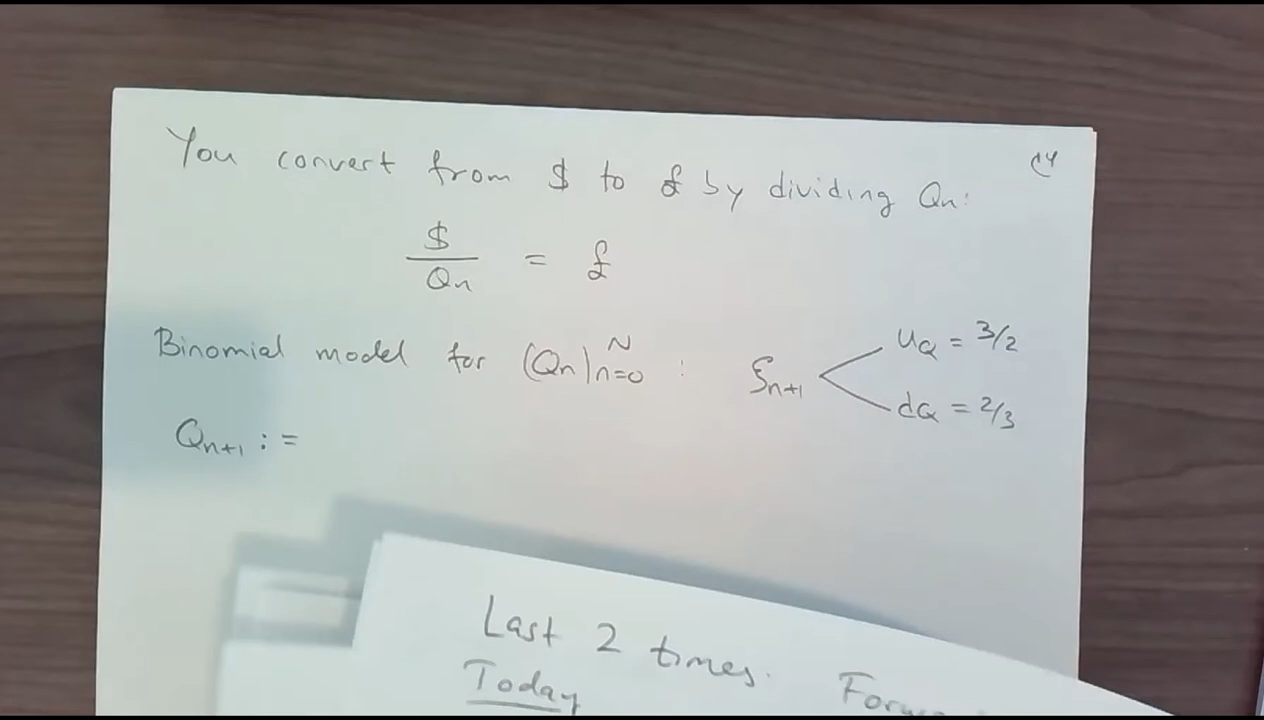 14
You convert from $ to £ by dividing Qn:
$/Qn = £
Binomial model for (Qn)n=0^N : ξn+1 < uQ = 3/2
dQ = 2/3
Qn+1 :=
Last 2 times.
Today